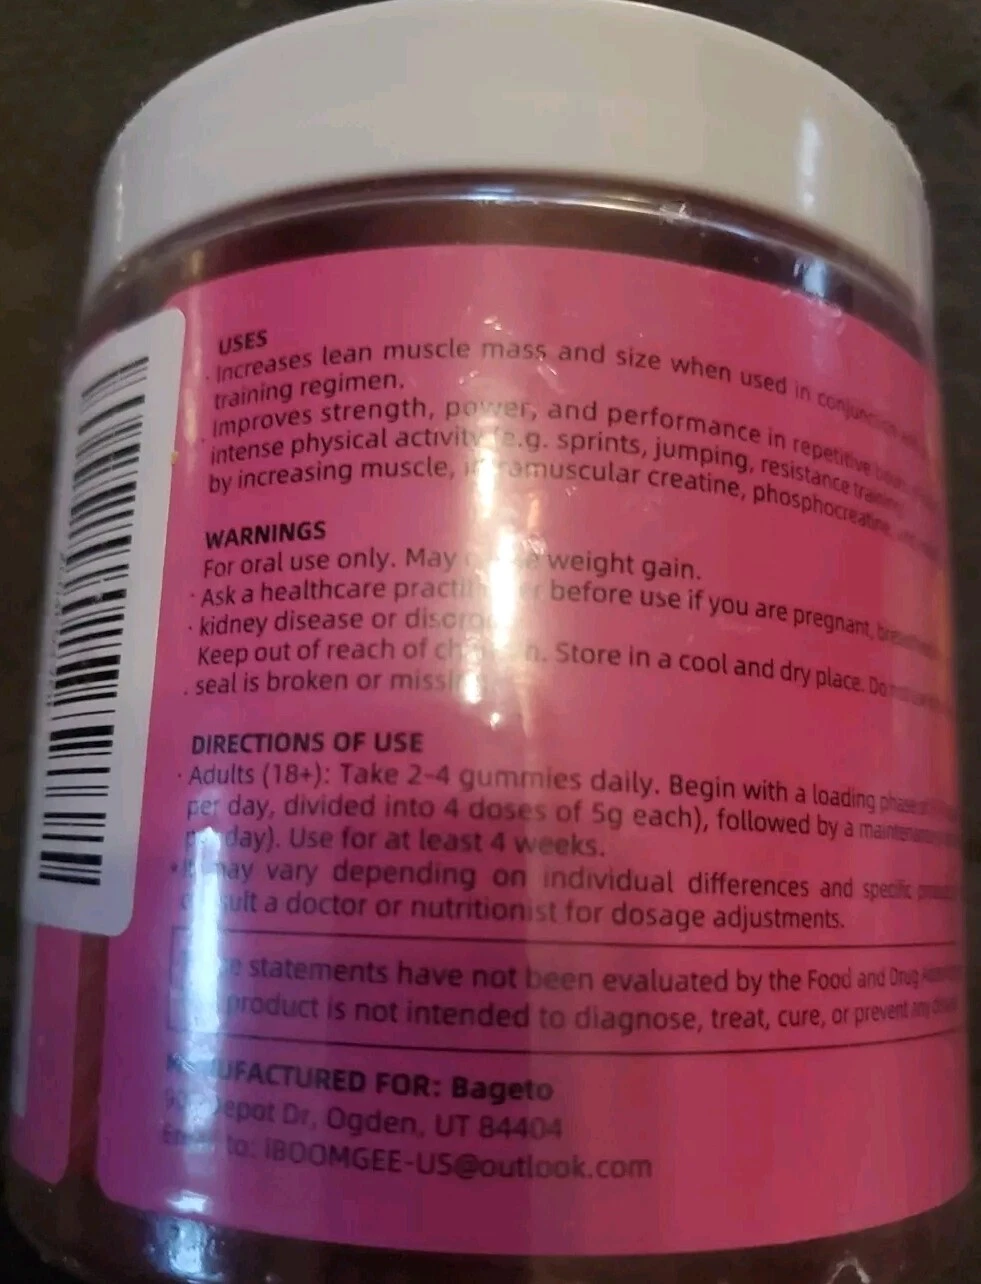 USES
· Increases lean muscle mass and size when used in
training regimen.
· Improves strength, power, and performance in repetitive
intense physical activity (e.g. sprints, jumping, resistance
by increasing muscle, intramuscular creatine, phosphocreatine,
WARNINGS
For oral use only. May weight gain.
· Ask a healthcare before use if you are pregnant,
· kidney disease or
Keep out of reach of Store in a cool and dry place. Do
. seal is broken or
DIRECTIONS OF USE
· Adults (18+): Take 2-4 gummies daily. Begin with a loading phase
per day, divided into 4 doses of 5g each), followed by a
day). Use for at least 4 weeks.
may vary depending on individual differences and specific
a doctor or nutritionist for dosage adjustments.
statements have not been evaluated by the Food and Drug
product is not intended to diagnose, treat, cure, or prevent any
MANUFACTURED FOR: Bageto
Depot Dr, Ogden, UT 84404
to: IBOOMGEE-US@outlook.com